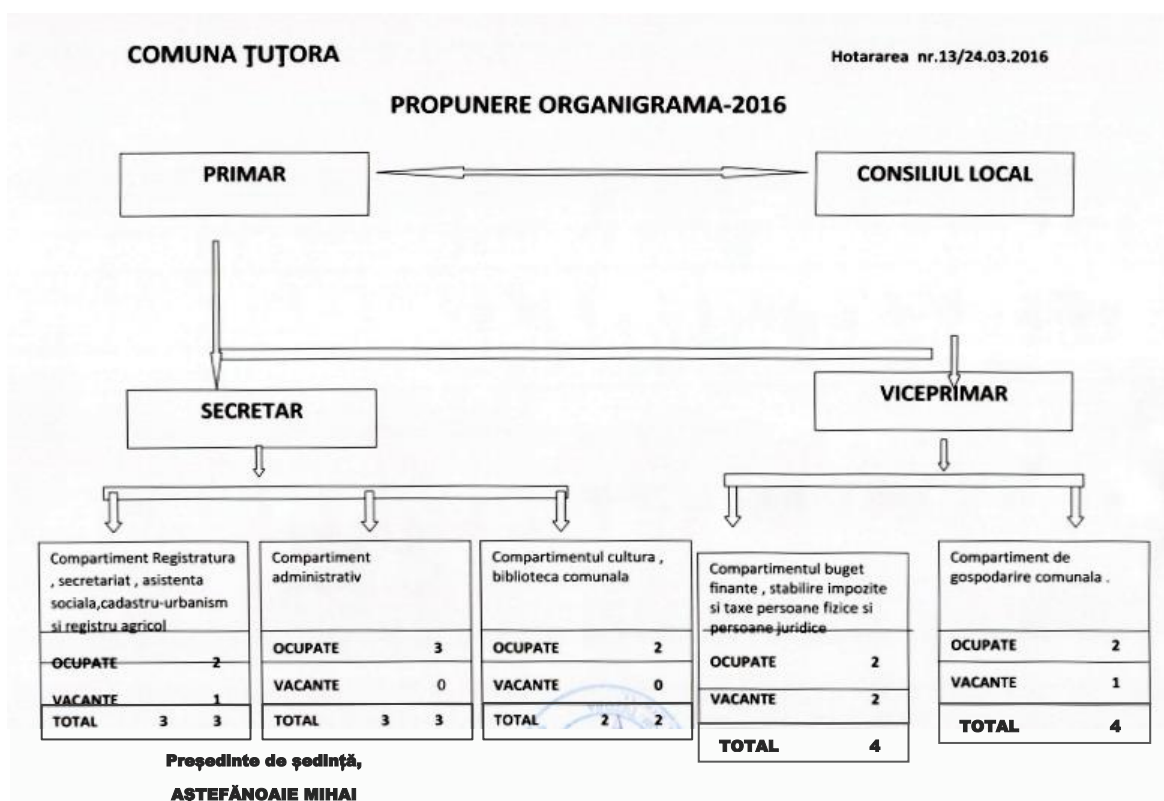 COMUNA ŢUŢORA
Hotararea nr.13/24.03.2016
PROPUNERE ORGANIGRAMA-2016
PRIMAR
CONSILIUL LOCAL
SECRETAR
VICEPRIMAR
Compartiment Registratura
, secretariat , asistenta
sociala,cadastru-urbanism
si registru agricol
OCUPATE 2
VACANTE 1
TOTAL 3 3
Compartiment
administrativ
OCUPATE 3
VACANTE 0
TOTAL 3 3
Compartimentul cultura ,
biblioteca comunala
OCUPATE 2
VACANTE 0
TOTAL 2 2
Compartimentul buget
finante , stabilire impozite
si taxe persoane fizice si
persoane juridice
OCUPATE 2
VACANTE 2
TOTAL 4
Compartiment de
gospodarire comunala .
OCUPATE 2
VACANTE 1
TOTAL 4
Președinte de ședință,
ASTEFĂNOAIE MIHAI